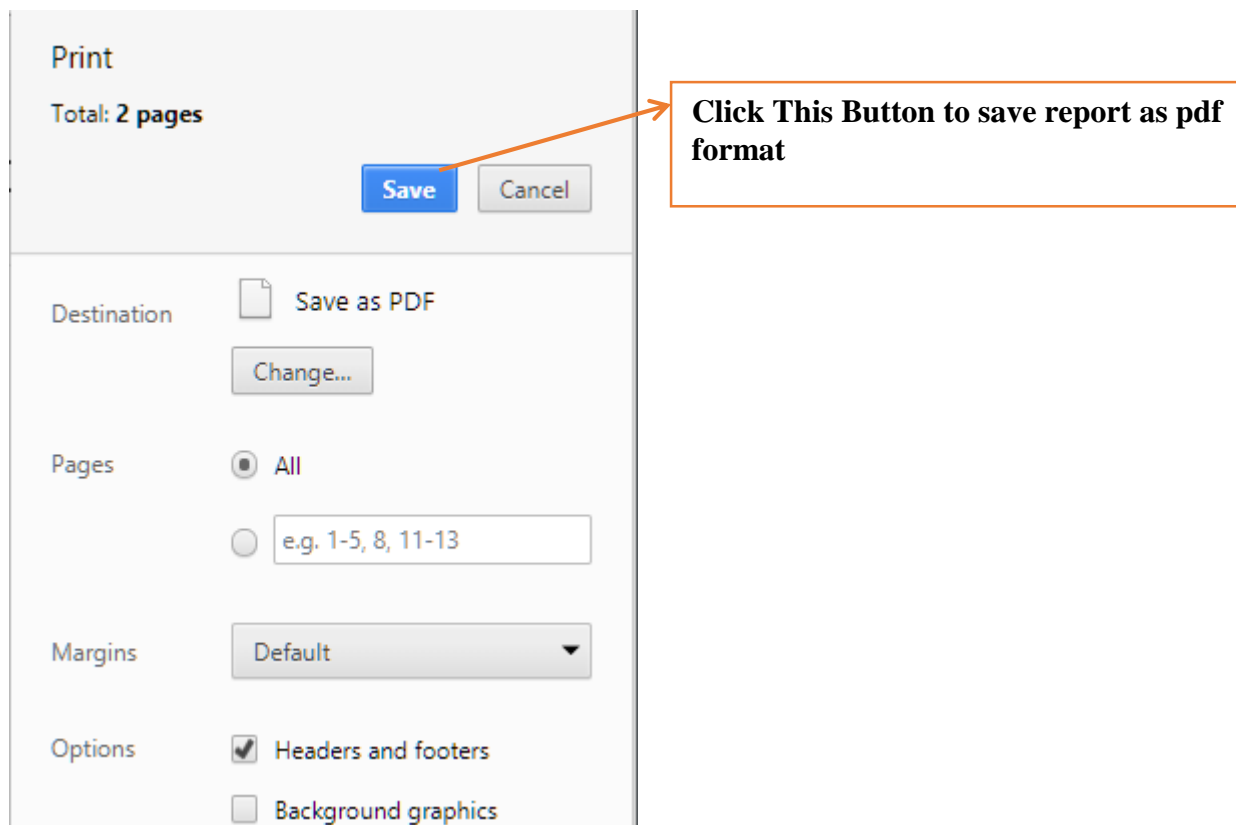 Print
Total: 2 pages
Click This Button to save report as pdf
format
Save Cancel
Destination Save as PDF
Change...
Pages All
e.g. 1-5, 8, 11-13
Margins Default
Options Headers and footers
Background graphics